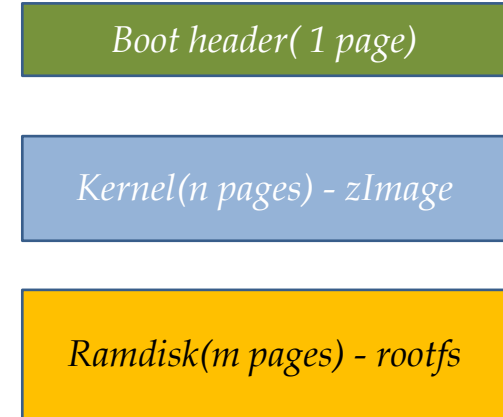 Boot header( 1 page)
Kernel(n pages) - zImage
Ramdisk(m pages) - rootfs